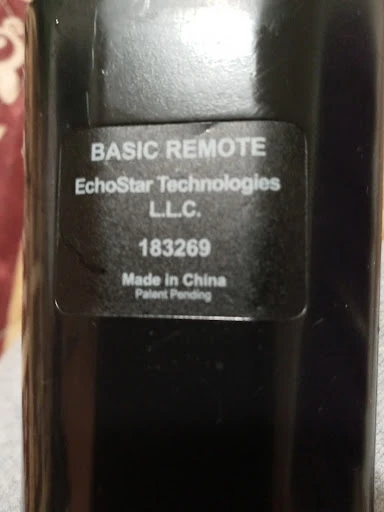 BASIC REMOTE
EchoStar Technologies
L.L.C.
183269
Made in China
Patent Pending